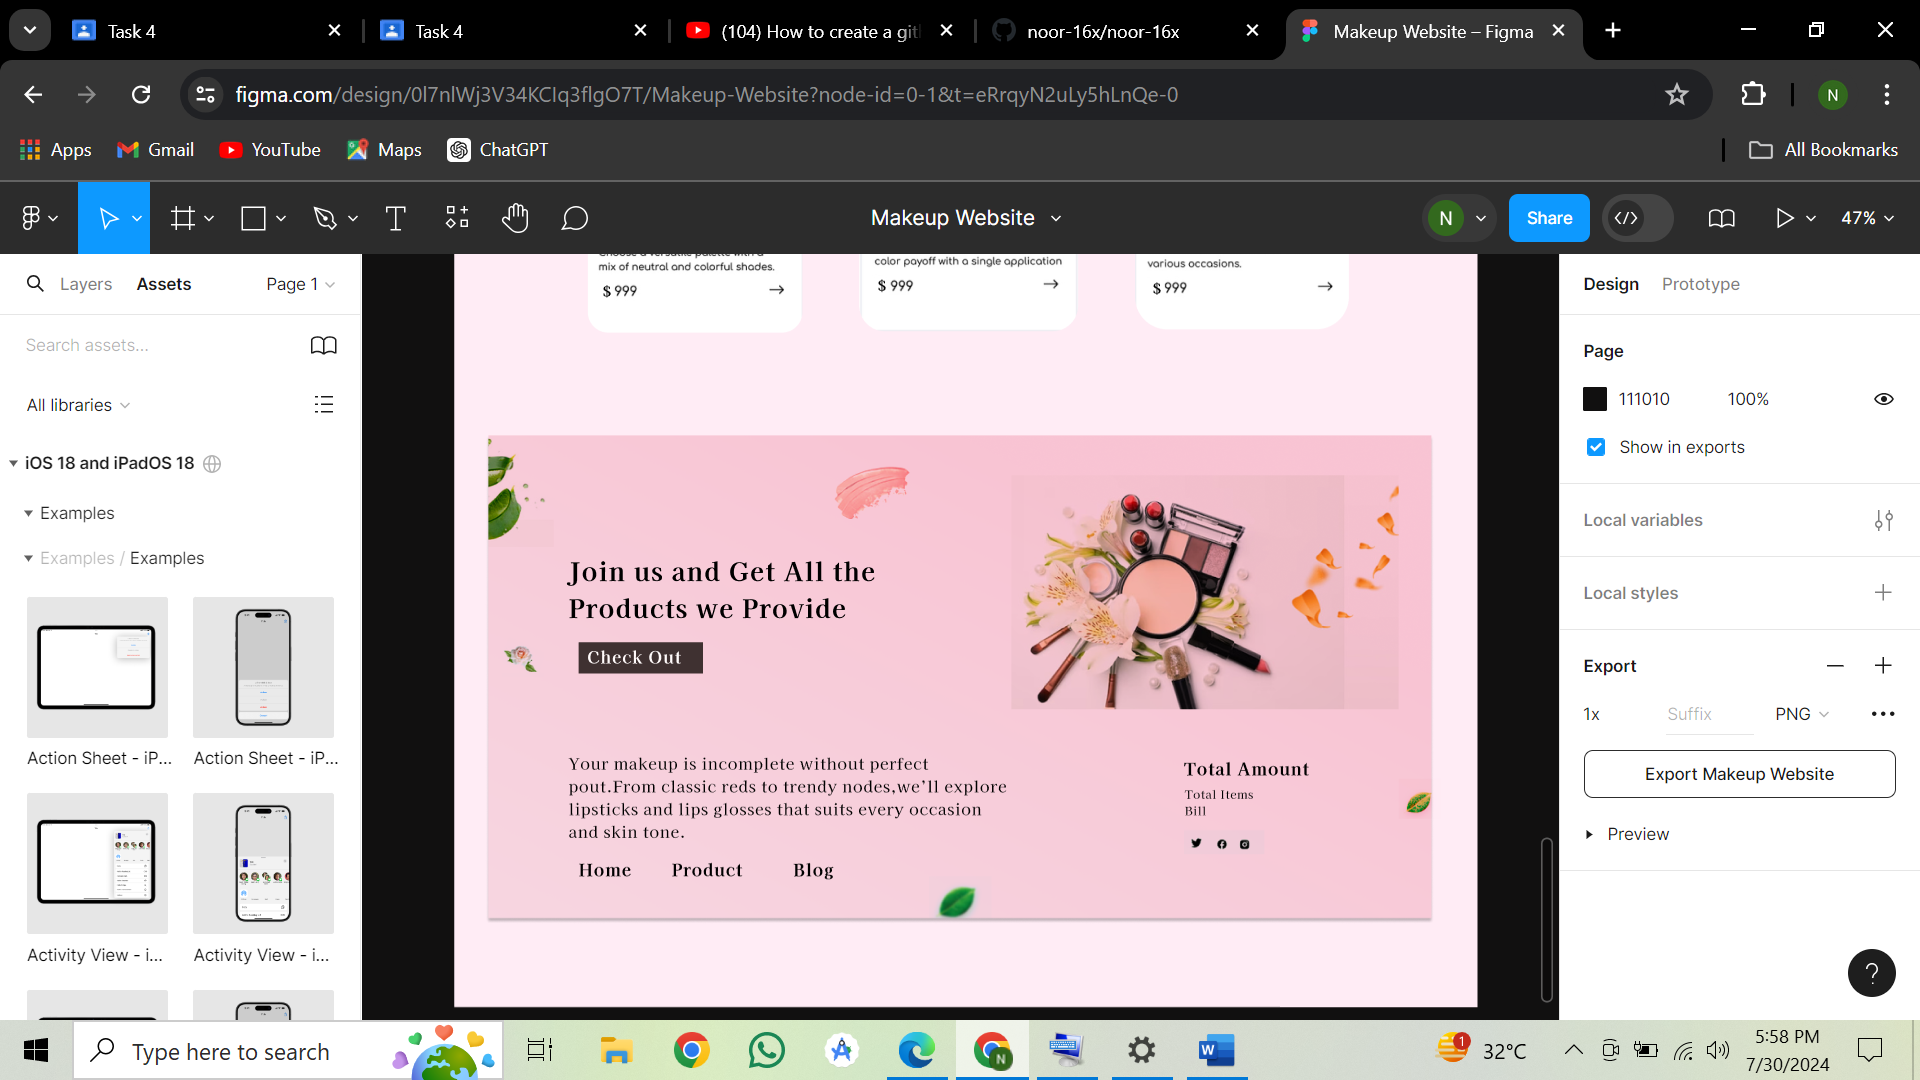 Task 4
Task 4
(104) How to create a git
noor-16x/noor-16x
Makeup Website – Figma
figma.com/design/0l7nlWj3V34KCIq3flgO7T/Makeup-Website?node-id=0-1&t=eRrqyN2uLy5hLnQe-0
N
Apps
Gmail
YouTube
Maps
ChatGPT
All Bookmarks
Makeup Website
N
Share
47%
Layers
Assets
Page 1
Search assets...
All libraries
iOS 18 and iPadOS 18
Examples
Examples / Examples
Action Sheet - iP...
Action Sheet - iP...
Activity View - i...
Activity View - i...
Choose a versatile palette with a
mix of neutral and colorful shades.
$ 999
color payoff with a single application
$ 999
various occasions.
$ 999
Join us and Get All the
Products we Provide
Check Out
Your makeup is incomplete without perfect
pout.From classic reds to trendy nodes,we’ll explore
lipsticks and lips glosses that suits every occasion
and skin tone.
Home
Product
Blog
Total Amount
Total Items
Bill
Design
Prototype
Page
111010
100%
Show in exports
Local variables
Local styles
Export
1x
Suffix
PNG
Export Makeup Website
Preview
?
Type here to search
N
W
1
32°C
5:58 PM
7/30/2024